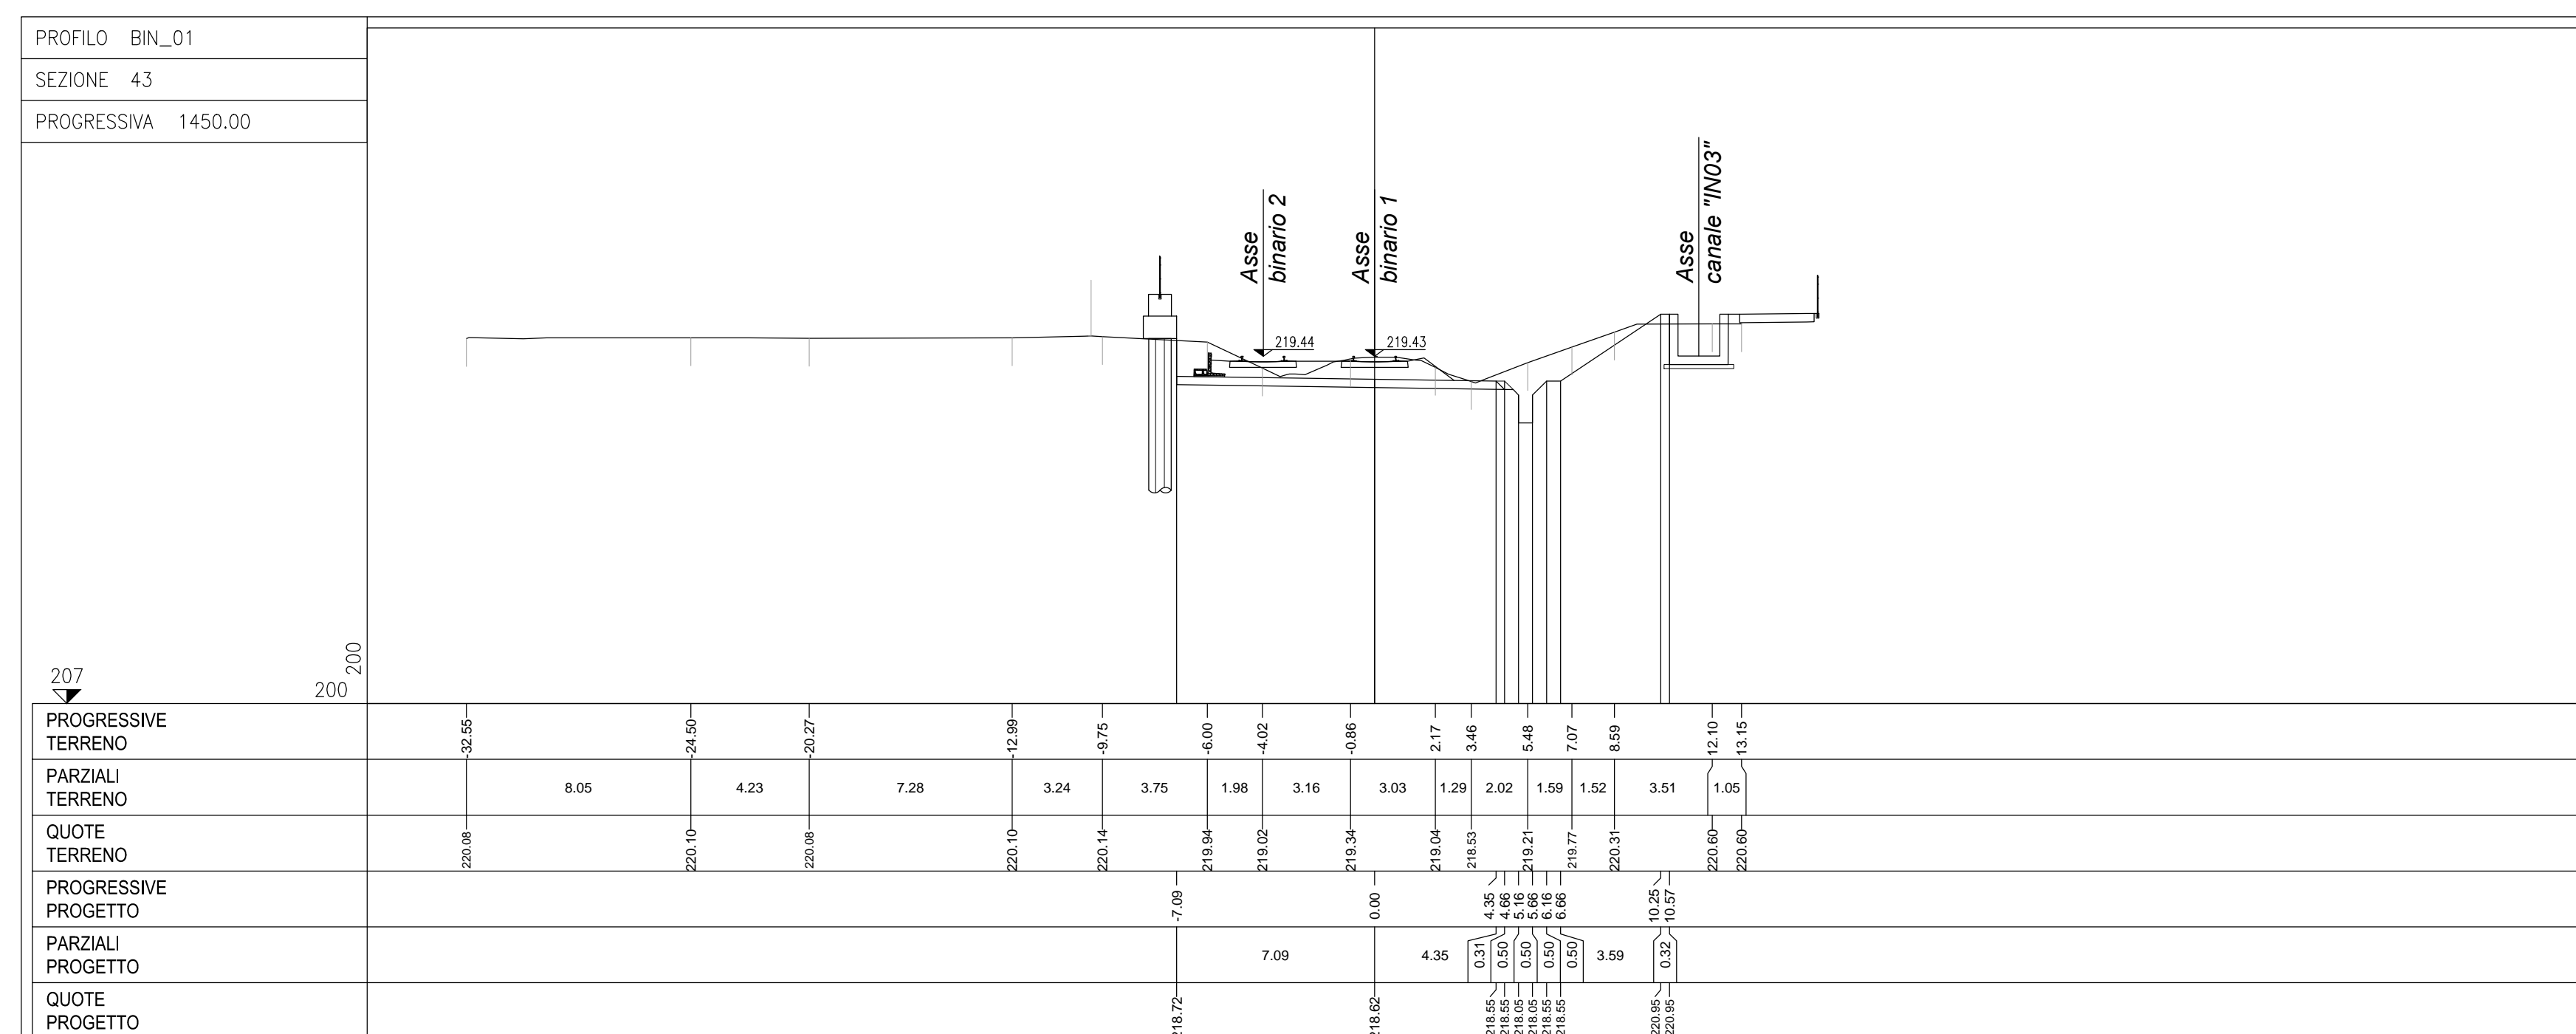 PROFILO BIN_01
SEZIONE 43
PROGRESSIVA 1450.00
Asse
binario 2
Asse
binario 1
Asse
canale "IN03"
219.44
219.43
207
200
200
PROGRESSIVE
TERRENO
-32.55 -24.50 -20.27 -12.99 -9.75 -6.00 -4.02 -0.86 2.17 3.46 5.48 7.07 8.59 12.10 13.15
PARZIALI
TERRENO
8.05 4.23 7.28 3.24 3.75 1.98 3.16 3.03 1.29 2.02 1.59 1.52 3.51 1.05
QUOTE
TERRENO
220.08 220.10 220.08 220.10 220.14 219.94 219.02 219.34 219.04 218.53 219.21 219.77 220.31 220.60 220.60
PROGRESSIVE
PROGETTO
-7.09 0.00 4.35 4.66 5.16 5.66 6.16 6.66 10.25 10.57
PARZIALI
PROGETTO
7.09 4.35 0.31 0.50 0.50 0.50 0.50 3.59 0.32
QUOTE
PROGETTO
218.72 218.62 218.55 218.55 218.05 218.05 218.55 218.55 220.95 220.95